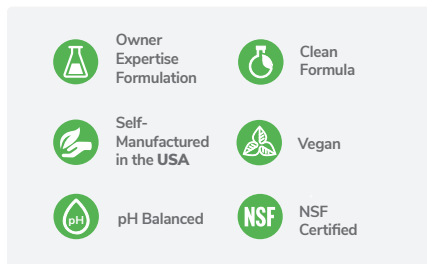 Owner
Expertise
Formulation
Clean
Formula
Self-
Manufactured
in the USA
Vegan
pH
pH Balanced
NSF
NSF
Certified